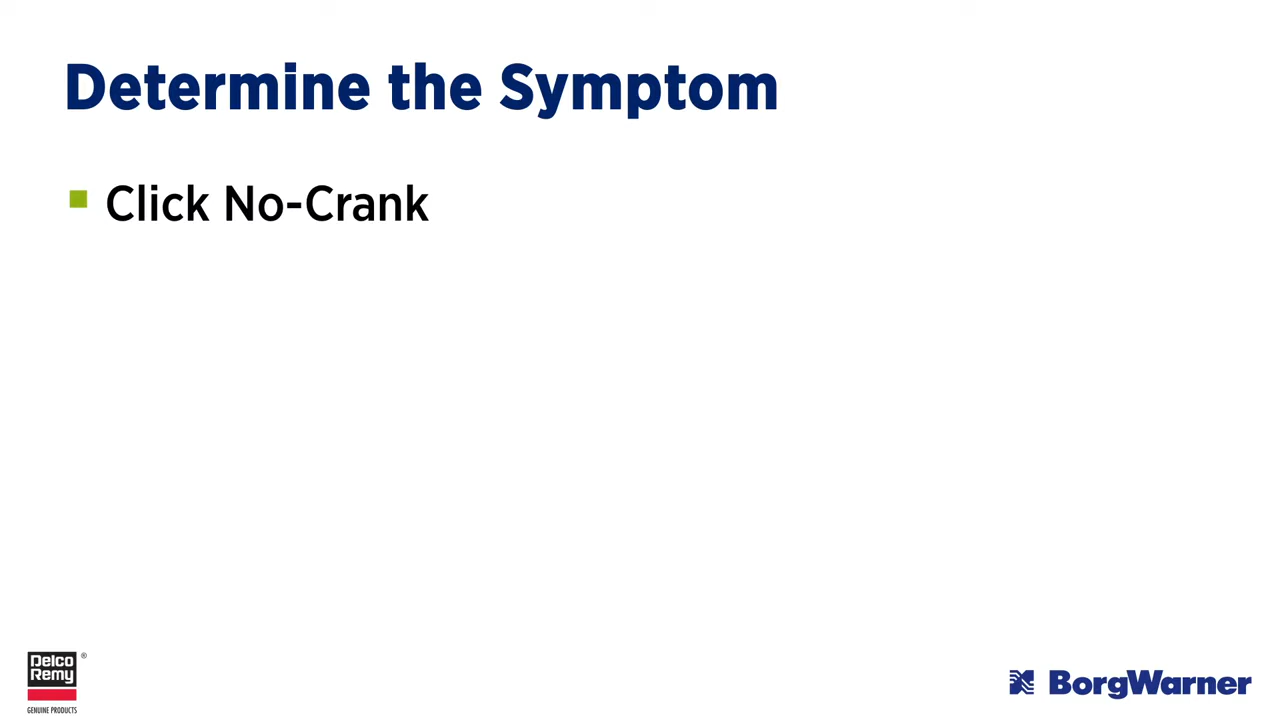 Determine the Symptom
Click No-Crank
Delco
Remy
®
GENUINE PRODUCTS
BorgWarner